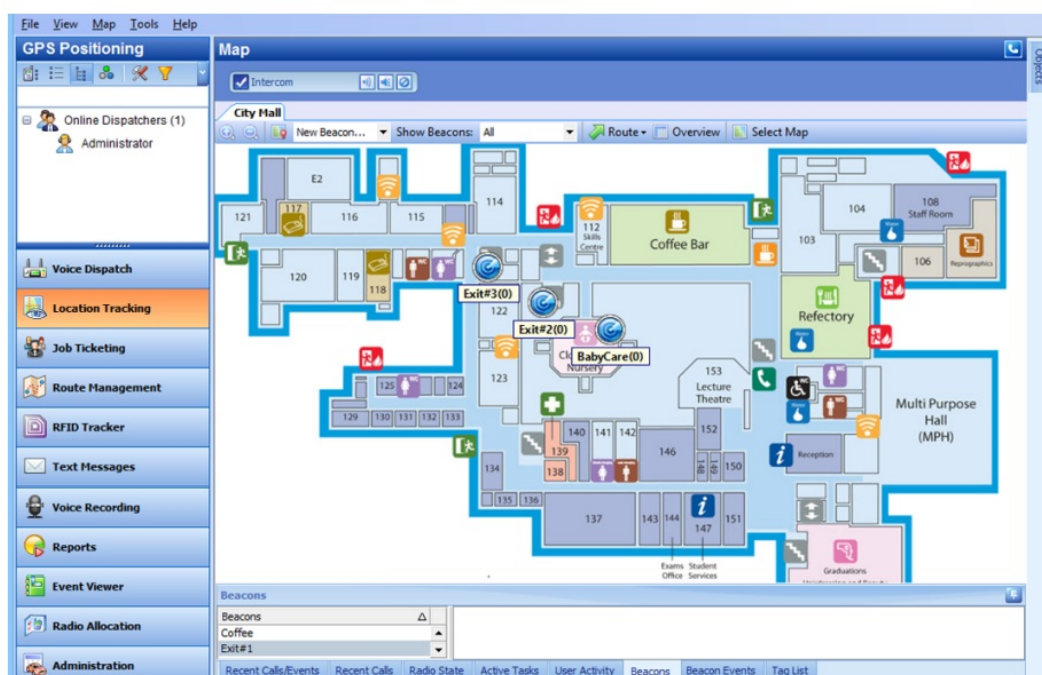 File View Map Tools Help
GPS Positioning
Map
Objects
Intercom
City Mall
New Beacon... Show Beacons: All Route Overview Select Map
Online Dispatchers (1)
Administrator
Voice Dispatch
Location Tracking
Job Ticketing
Route Management
RFID Tracker
Text Messages
Voice Recording
Reports
Event Viewer
Radio Allocation
Administration
E2
121
117
116
115
114
112
Skills
Centre
Coffee Bar
104
108
Staff Room
103
106
Reprographics
120
119
118
WC
WC
Exit#3(0)
122
Exit#2(0)
BabyCare(0)
Nursery
Refectory
123
153
Lecture
Theatre
125
124
129 130 131 132 133
Multi Purpose
Hall
(MPH)
Reception
139
138
140
141
142
146
152
148
149
150
134
135 136
137
143 144
147
151
Exams
Office
Student
Services
Graduations
Beacons
Beacons
Coffee
Exit#1
Recent Calls/Events Recent Calls Radio State Active Tasks User Activity Beacons Beacon Events Tag List